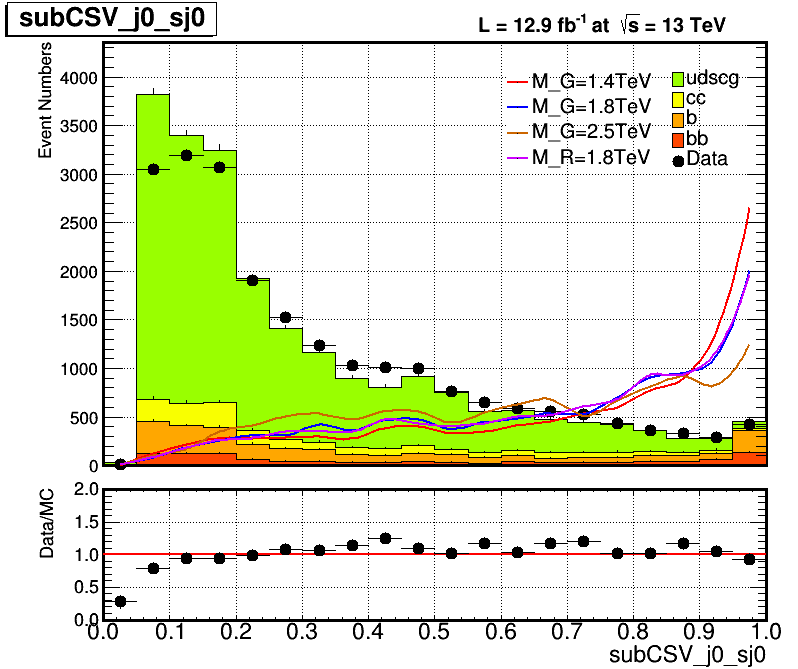 subCSV_j0_sj0
L = 12.9 fb-1 at √s = 13 TeV
Event Numbers
4000
3500
3000
2500
2000
1500
1000
500
0
M_G=1.4TeV
M_G=1.8TeV
M_G=2.5TeV
M_R=1.8TeV
udscg
cc
b
bb
Data
Data/MC
2.0
1.5
1.0
0.5
0.0
0.0 0.1 0.2 0.3 0.4 0.5 0.6 0.7 0.8 0.9 1.0
subCSV_j0_sj0